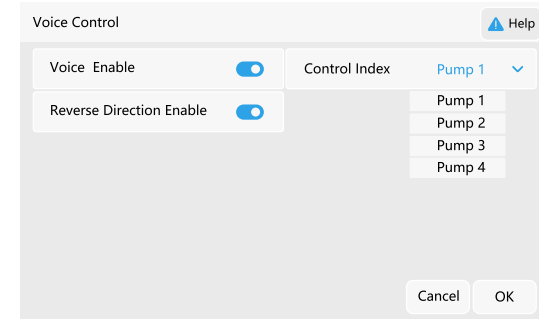 Voice Control
Help
Voice  Enable
Control Index
Pump 1
Reverse Direction Enable
Pump 1
Pump 2
Pump 3
Pump 4
Cancel
OK